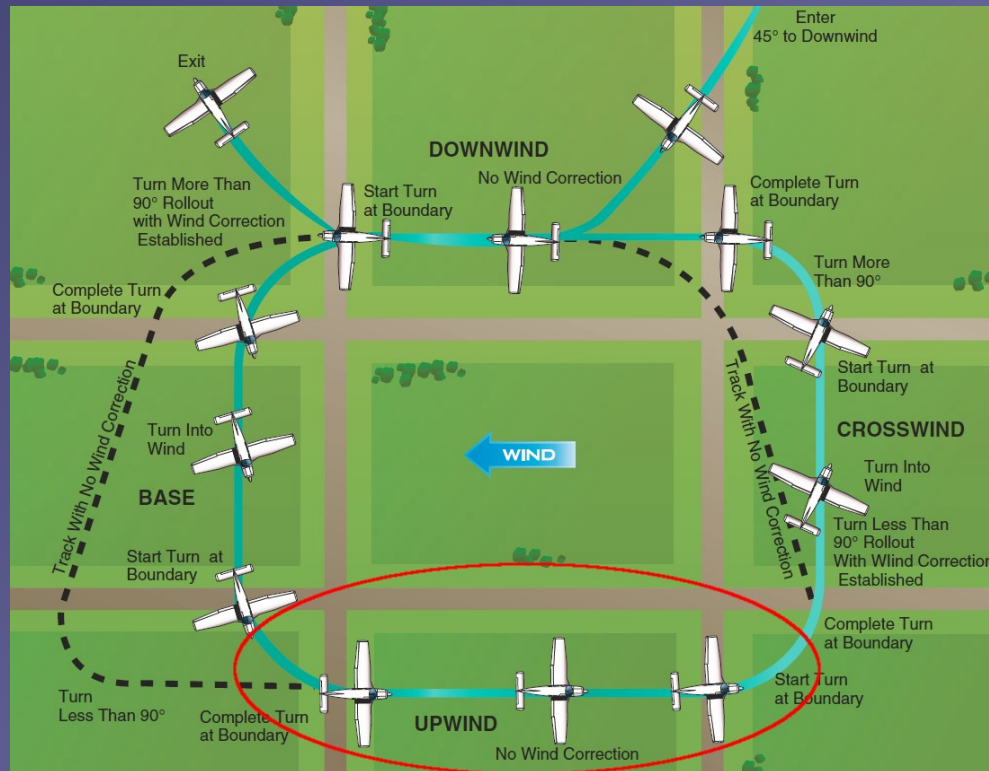 Enter
45° to Downwind
Exit
DOWNWIND
No Wind Correction
Start Turn
at Boundary
Complete Turn
at Boundary
Turn More Than
90° Rollout
with Wind Correction
Established
Turn More
Than 90°
Complete Turn
at Boundary
Track With No Wind Correction
Track With No Wind Correction
Start Turn at
Boundary
Turn Into
Wind
WIND
CROSSWIND
BASE
Turn Into
Wind
Turn Less Than
90° Rollout
With WIind Correction
Established
Start Turn at
Boundary
Complete Turn
at Boundary
Start Turn
at Boundary
Turn
Less Than 90°
Complete Turn
at Boundary
UPWIND
No Wind Correction